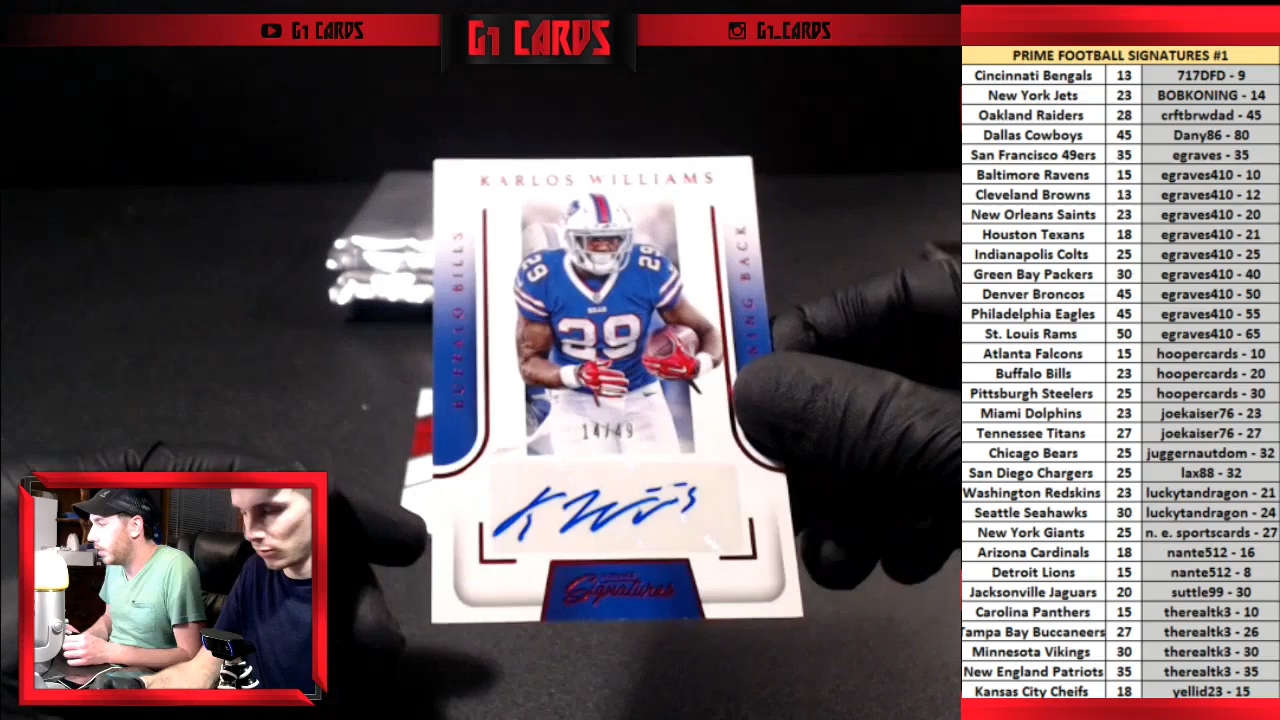 G1 CARDS
G1 CARDS
G1_CARDS
KARLOS WILLIAMS
BUFFALO BILLS
29
29
BILLS
29
14/49
K Williams
PRIME
Signatures
PRIME FOOTBALL SIGNATURES #1
Cincinnati Bengals 13 717DFD - 9
New York Jets 23 BOBKONING - 14
Oakland Raiders 28 crftbrwdad - 45
Dallas Cowboys 45 Dany86 - 80
San Francisco 49ers 35 egraves - 35
Baltimore Ravens 15 egraves410 - 10
Cleveland Browns 13 egraves410 - 12
New Orleans Saints 23 egraves410 - 20
Houston Texans 18 egraves410 - 21
Indianapolis Colts 25 egraves410 - 25
Green Bay Packers 30 egraves410 - 40
Denver Broncos 45 egraves410 - 50
Philadelphia Eagles 45 egraves410 - 55
St. Louis Rams 50 egraves410 - 65
Atlanta Falcons 15 hoopercards - 10
Buffalo Bills 23 hoopercards - 20
Pittsburgh Steelers 25 hoopercards - 30
Miami Dolphins 23 joekaiser76 - 23
Tennessee Titans 27 joekaiser76 - 27
Chicago Bears 25 juggernautdom - 32
San Diego Chargers 25 lax88 - 32
Washington Redskins 23 luckytandragon - 21
Seattle Seahawks 30 luckytandragon - 24
New York Giants 25 n. e. sportscards - 27
Arizona Cardinals 18 nante512 - 16
Detroit Lions 15 nante512 - 8
Jacksonville Jaguars 20 suttle99 - 30
Carolina Panthers 15 therealtk3 - 10
Tampa Bay Buccaneers 27 therealtk3 - 26
Minnesota Vikings 30 therealtk3 - 30
New England Patriots 35 therealtk3 - 35
Kansas City Cheifs 18 yellid23 - 15